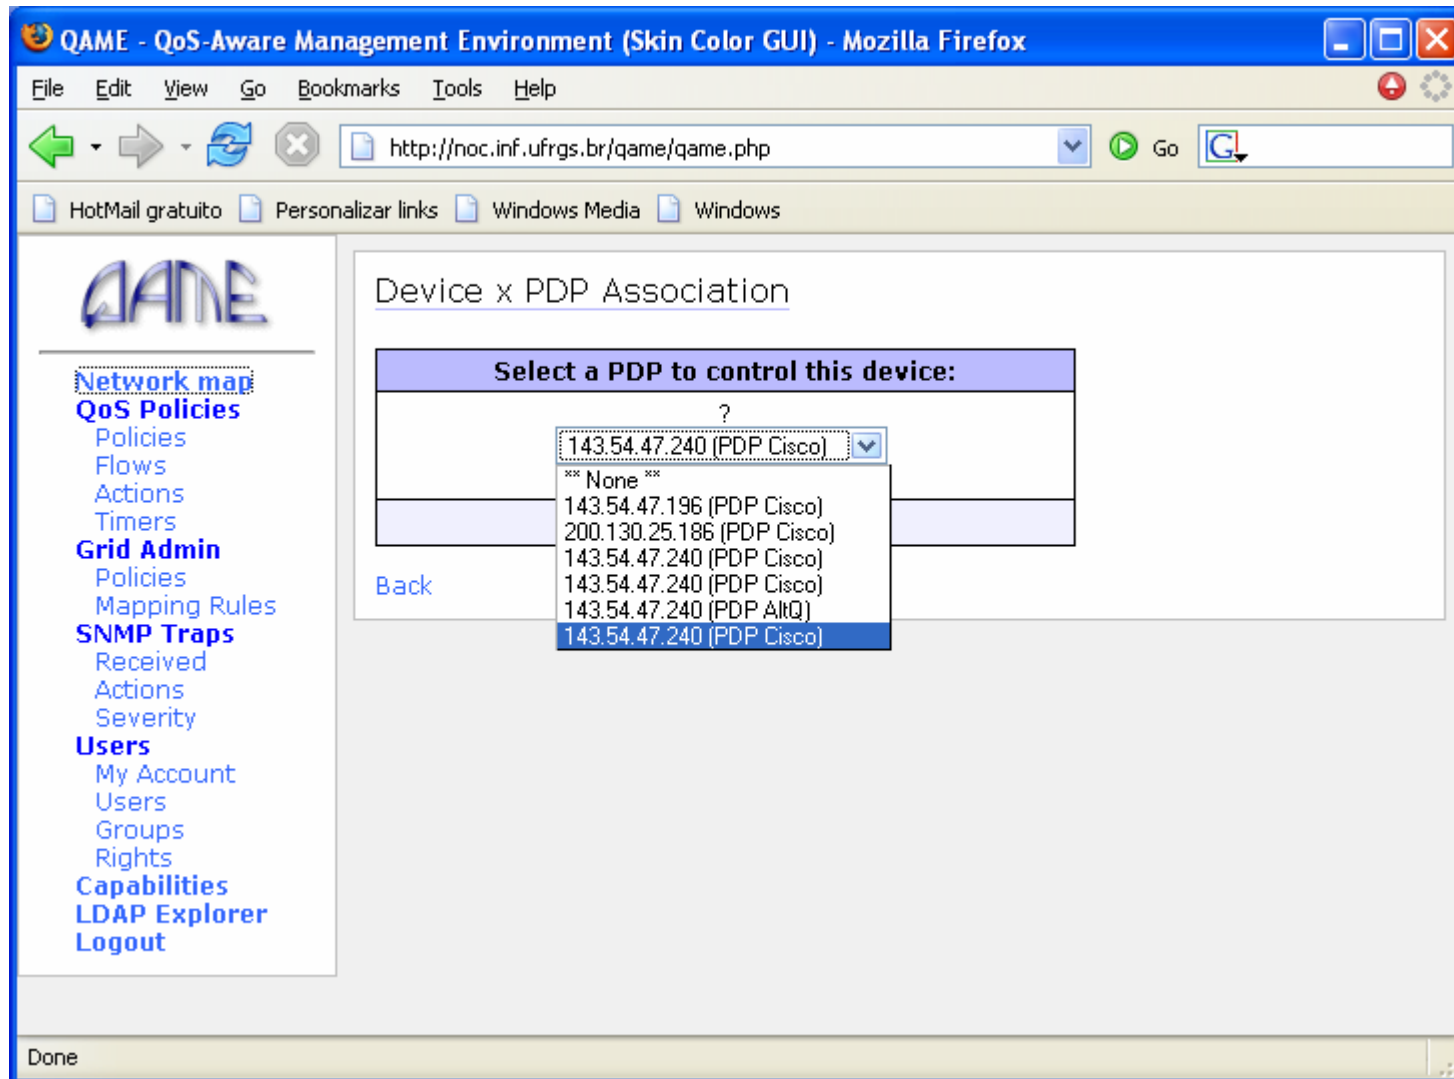 QAME - QoS-Aware Management Environment (Skin Color GUI) - Mozilla Firefox
File Edit View Go Bookmarks Tools Help
http://noc.inf.ufrgs.br/qame/qame.php Go G
HotMail gratuito Personalizar links Windows Media Windows
QAME
Network map
QoS Policies
Policies
Flows
Actions
Timers
Grid Admin
Policies
Mapping Rules
SNMP Traps
Received
Actions
Severity
Users
My Account
Users
Groups
Rights
Capabilities
LDAP Explorer
Logout
Device x PDP Association
Select a PDP to control this device:
?
143.54.47.240 (PDP Cisco)
** None **
143.54.47.196 (PDP Cisco)
200.130.25.186 (PDP Cisco)
143.54.47.240 (PDP Cisco)
143.54.47.240 (PDP Cisco)
143.54.47.240 (PDP AltQ)
143.54.47.240 (PDP Cisco)
Back
Done